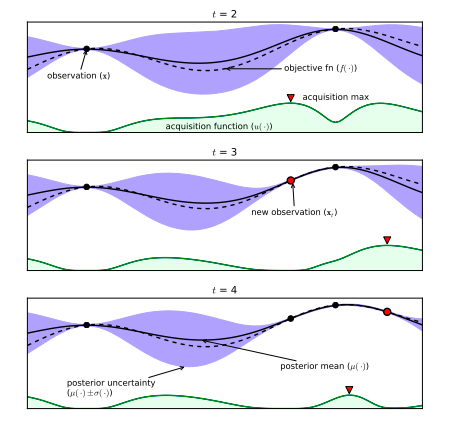 t = 2
observation (x)
objective fn (f(·))
acquisition max
acquisition function (u(·))
t = 3
new observation (xₜ)
t = 4
posterior mean (μ(·))
posterior uncertainty
(μ(·) ± σ(·))